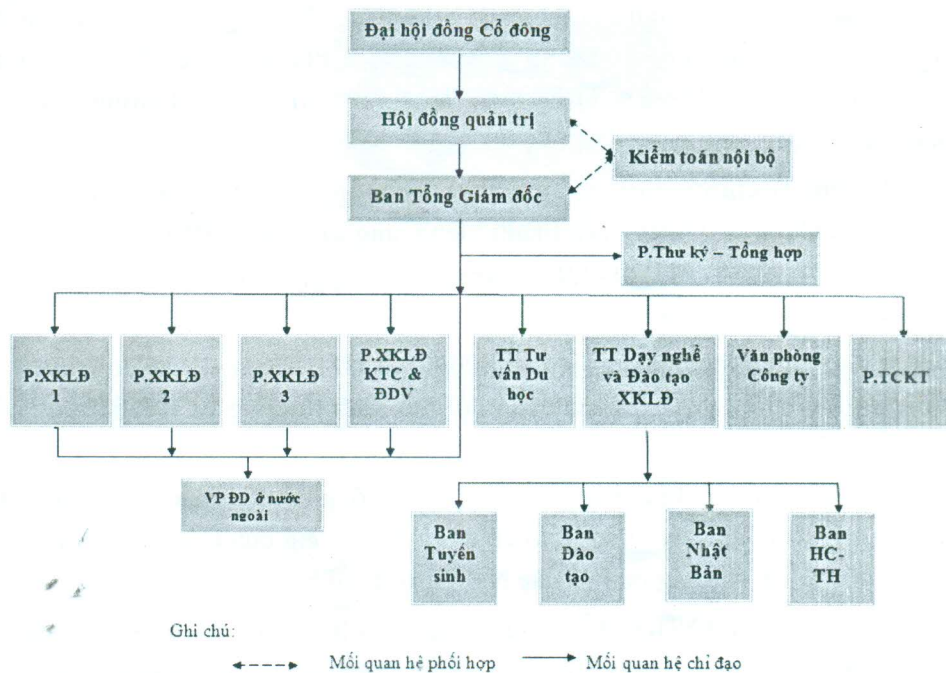 Đại hội đồng Cổ đông
Hội đồng quản trị
Kiểm toán nội bộ
Ban Tổng Giám đốc
P.Thư ký – Tổng hợp
P.XKLĐ
1
P.XKLĐ
2
P.XKLĐ
3
P.XKLĐ
KTC &
ĐDV
TT Tư
vấn Du
học
TT Dạy nghề
và Đào tạo
XKLĐ
Văn phòng
Công ty
P.TCKT
VP ĐD ở nước
ngoài
Ban
Tuyển
sinh
Ban
Đào
tạo
Ban
Nhật
Bản
Ban
HC-
TH
Ghi chú:
Mối quan hệ phối hợp
Mối quan hệ chỉ đạo